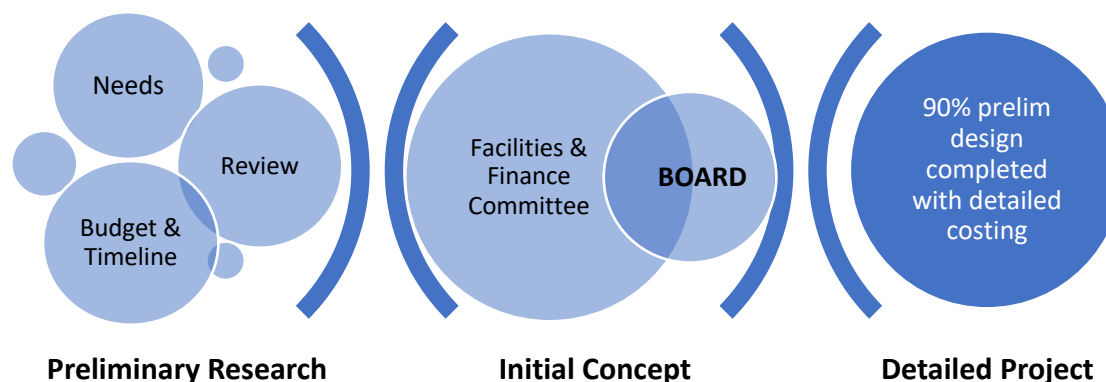 Needs
Review
Budget &
Timeline
Preliminary Research
Facilities &
Finance
Committee
BOARD
Initial Concept
90% prelim
design
completed
with detailed
costing
Detailed Project